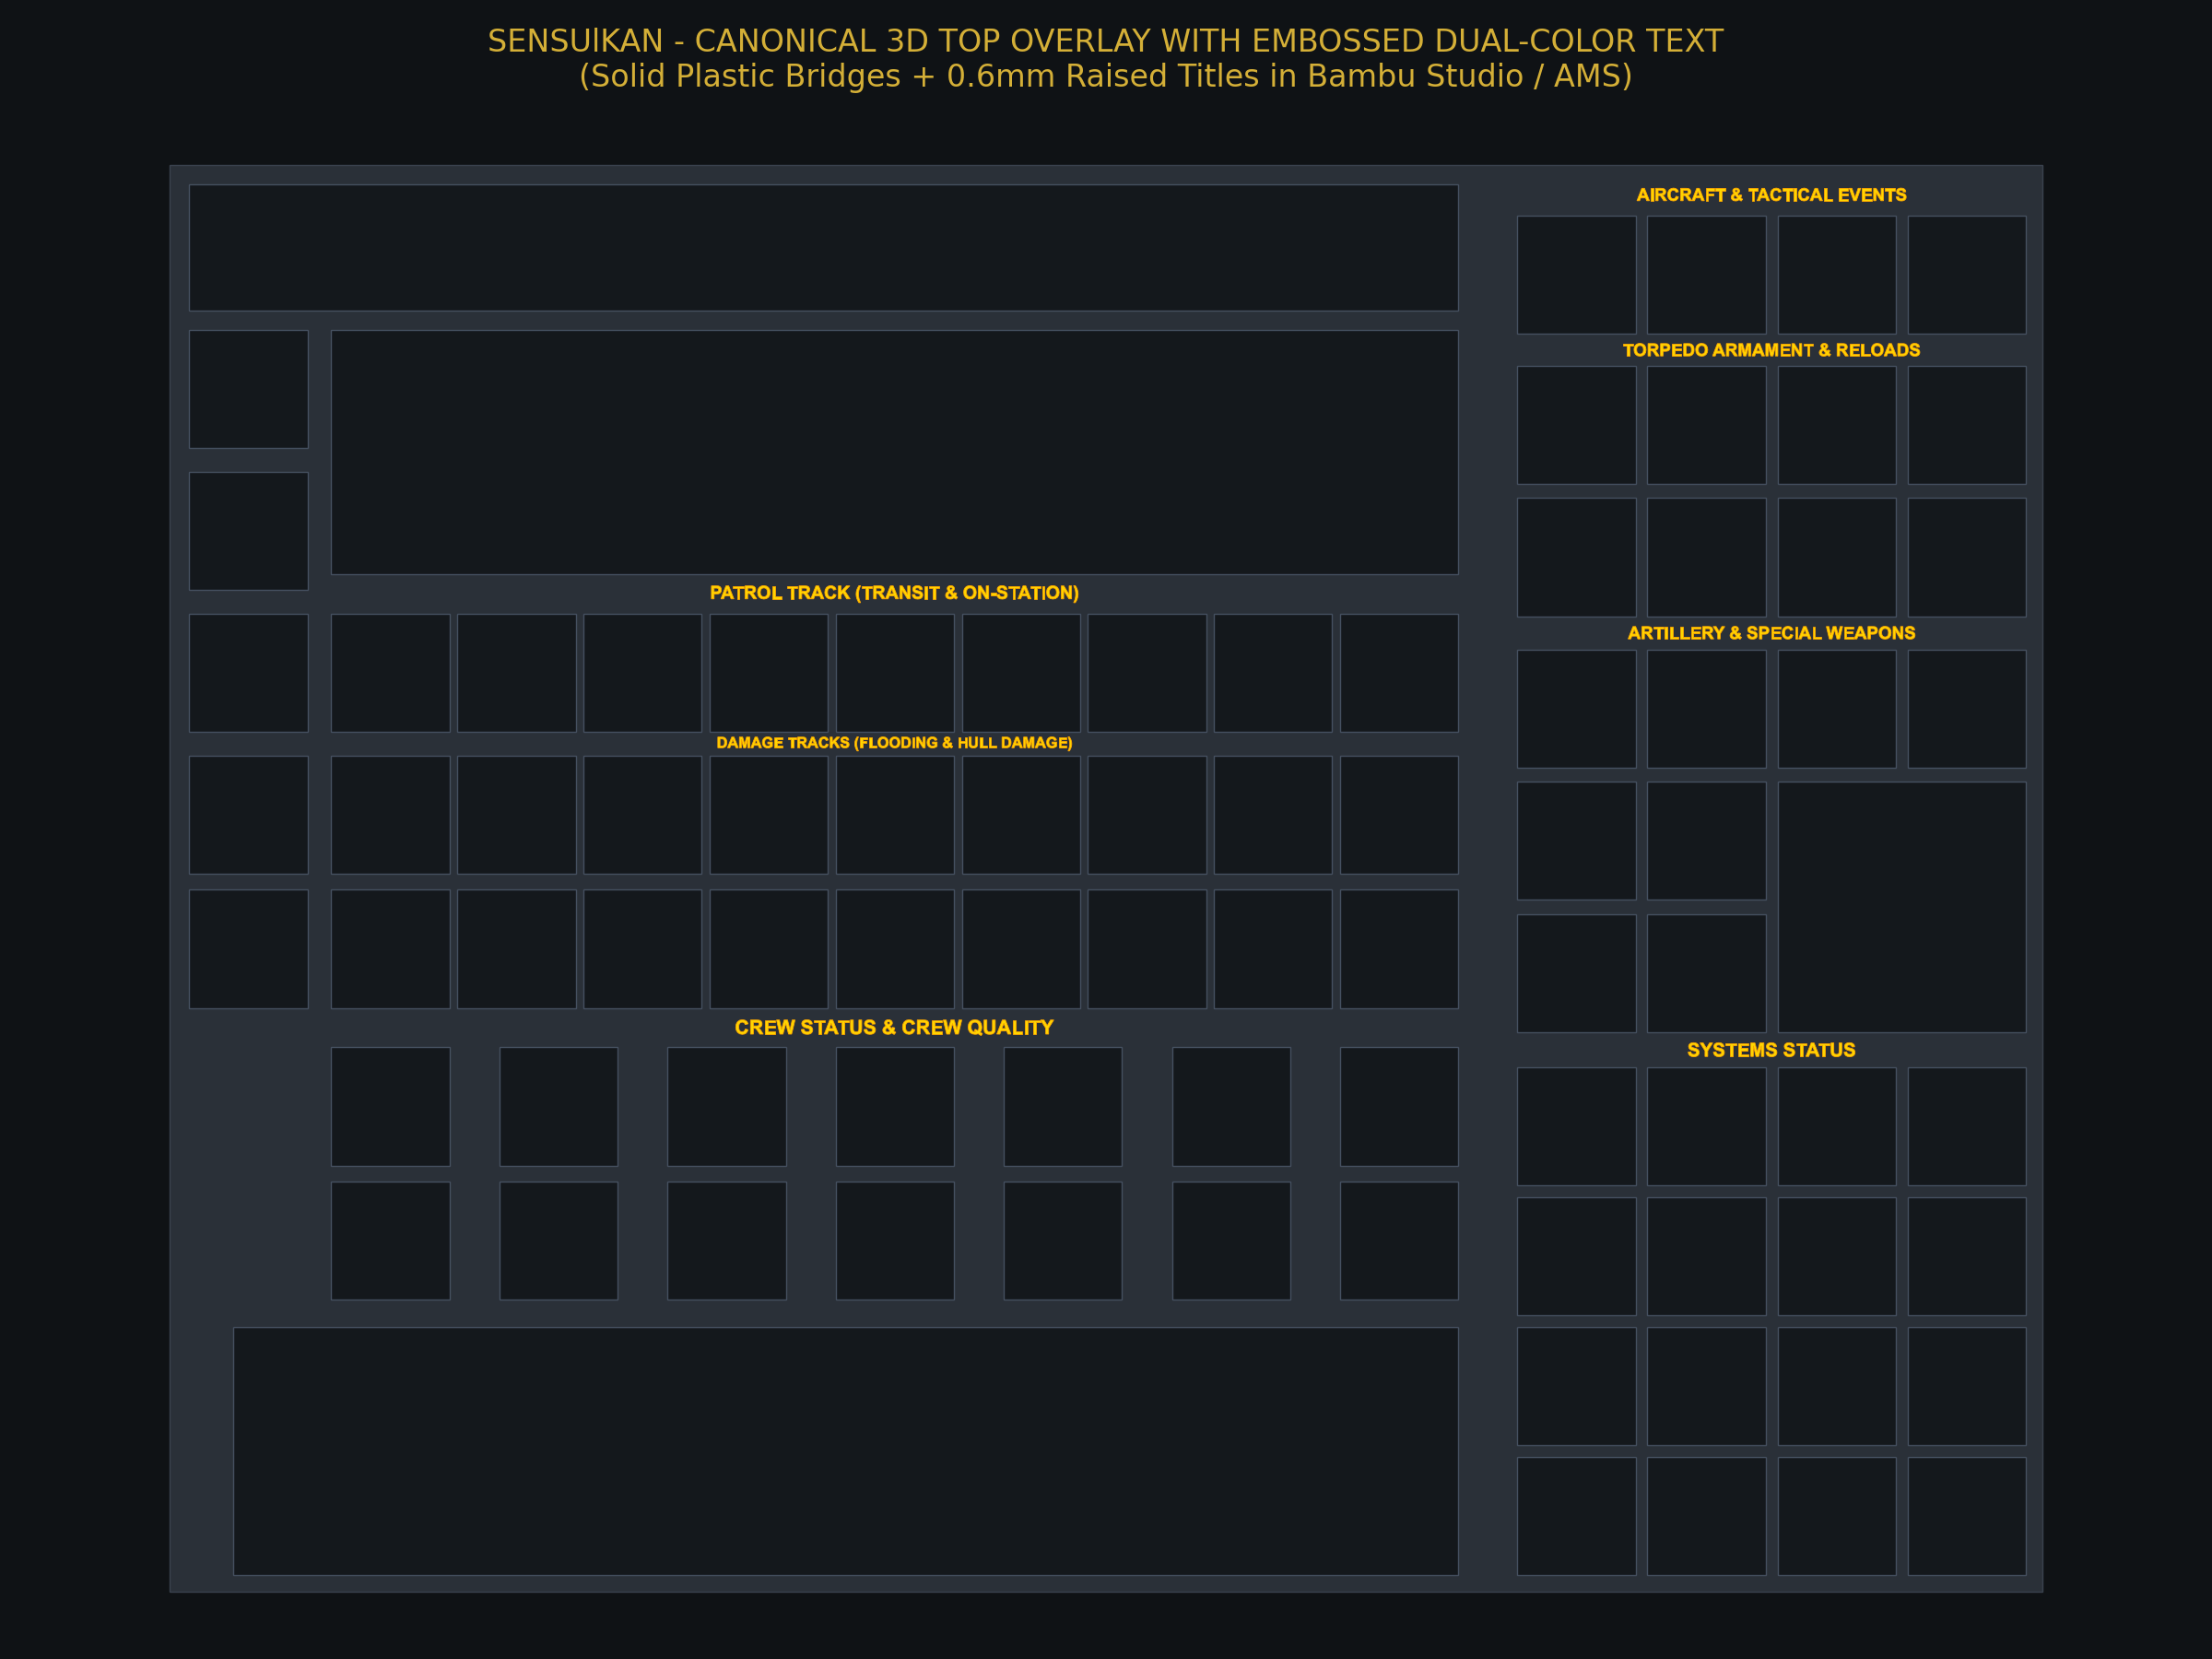 SENSUlKAN - CANONICAL 3D TOP OVERLAY WITH EMBOSSED DUAL-COLOR TEXT
(Solid Plastic Bridges + 0.6mm Raised Titles in Bambu Studio / AMS)
AIRCRAFT & TACTICAL EVENTS
TORPEDO ARMAMENT & RELOADS
PATROL TRACK (TRANSIT & ON-STATION)
ARTILLERY & SPECIAL WEAPONS
DAMAGE TRACKS (FLOODING & HULL DAMAGE)
CREW STATUS & CREW QUALITY
SYSTEMS STATUS